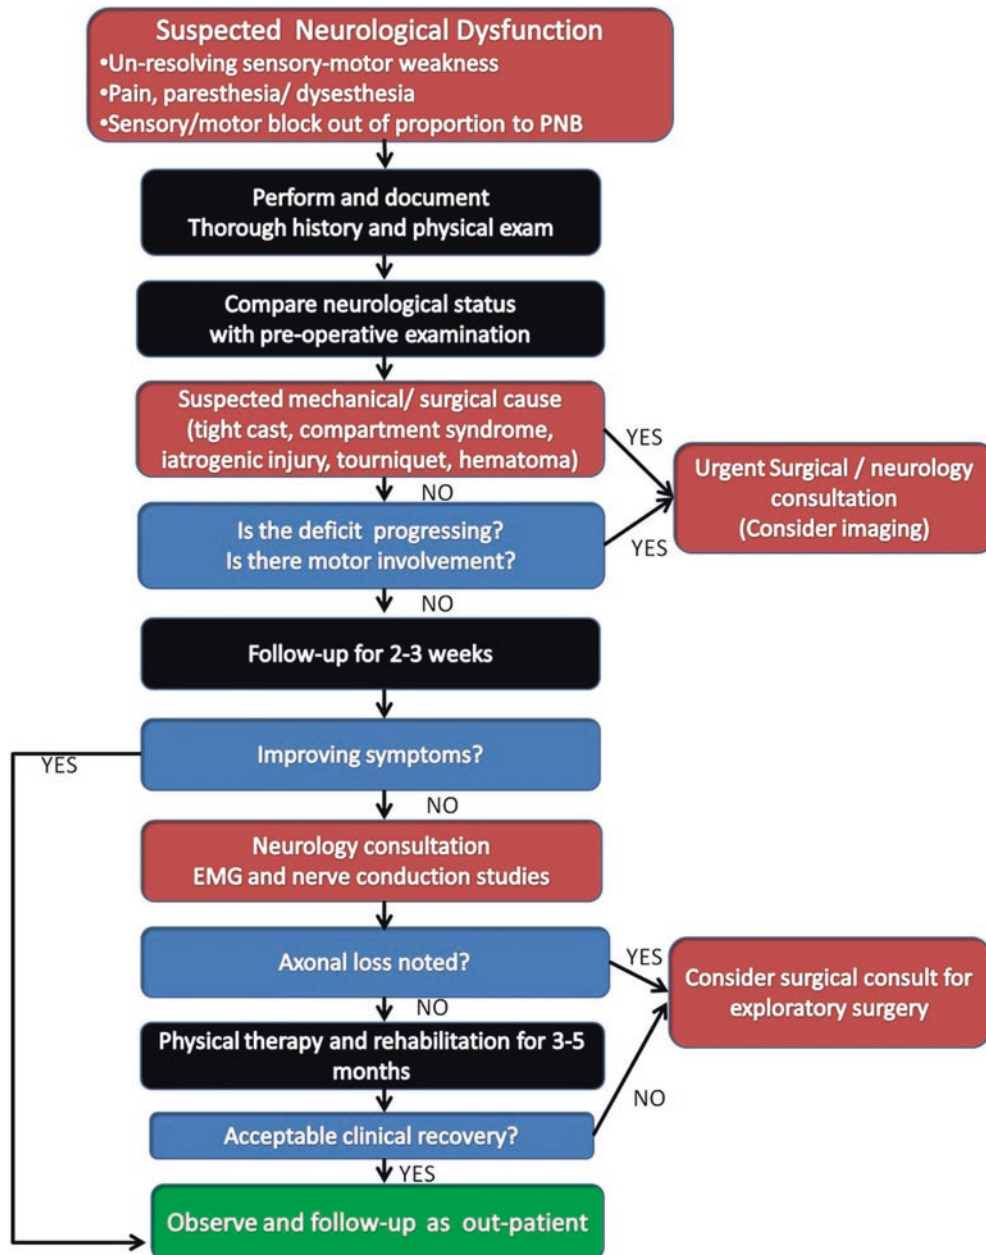 Suspected Neurological Dysfunction
•Un-resolving sensory-motor weakness
•Pain, paresthesia/ dysesthesia
•Sensory/motor block out of proportion to PNB
Perform and document
Thorough history and physical exam
Compare neurological status
with pre-operative examination
Suspected mechanical/ surgical cause
(tight cast, compartment syndrome,
iatrogenic injury, tourniquet, hematoma)
YES
Urgent Surgical / neurology
consultation
(Consider imaging)
NO
Is the deficit progressing?
Is there motor involvement?
YES
NO
Follow-up for 2-3 weeks
Improving symptoms?
YES
NO
Neurology consultation
EMG and nerve conduction studies
Axonal loss noted?
YES
Consider surgical consult for
exploratory surgery
NO
Physical therapy and rehabilitation for 3-5
months
Acceptable clinical recovery?
NO
YES
Observe and follow-up as out-patient